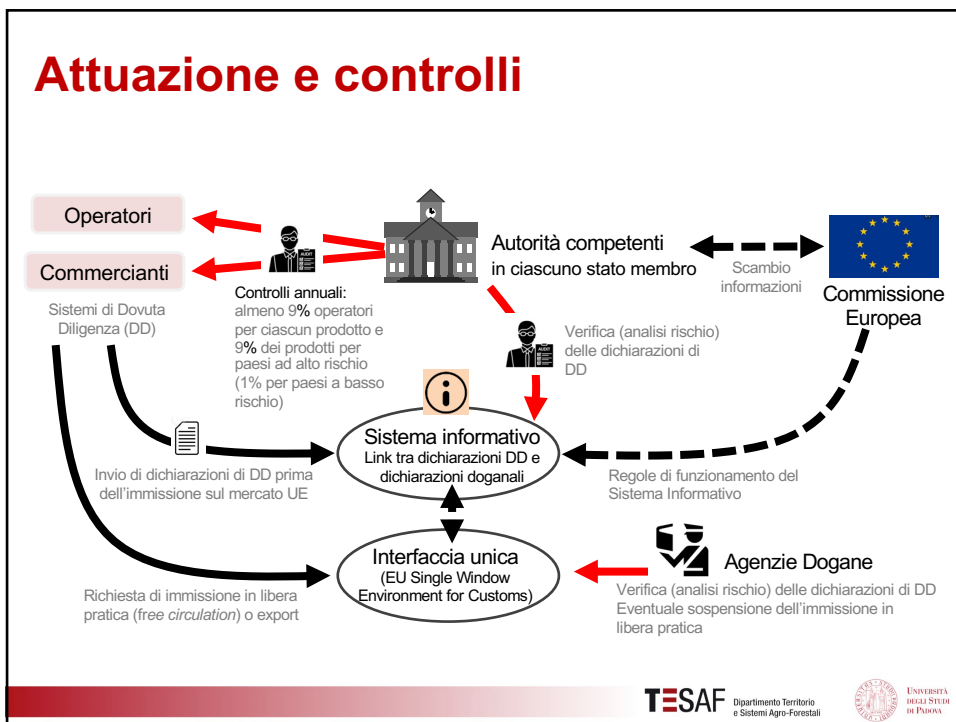 Attuazione e controlli
Operatori
Commercianti
Sistemi di Dovuta
Diligenza (DD)
AUDIT
Controlli annuali:
almeno 9% operatori
per ciascun prodotto e
9% dei prodotti per
paesi ad alto rischio
(1% per paesi a basso
rischio)
Autorità competenti
in ciascuno stato membro
Scambio
informazioni
Commissione
Europea
AUDIT
Verifica (analisi rischio)
delle dichiarazioni di
DD
Sistema informativo
Link tra dichiarazioni DD e
dichiarazioni doganali
Invio di dichiarazioni di DD prima
dell'immissione sul mercato UE
Regole di funzionamento del
Sistema Informativo
Interfaccia unica
(EU Single Window
Environment for Customs)
Richiesta di immissione in libera
pratica (free circulation) o export
Agenzie Dogane
Verifica (analisi rischio) delle dichiarazioni di DD
Eventuale sospensione dell'immissione in
libera pratica
TESAF
Dipartimento Territorio
e Sistemi Agro-Forestali
UNIVERSITÀ
DEGLI STUDI
DI PADOVA